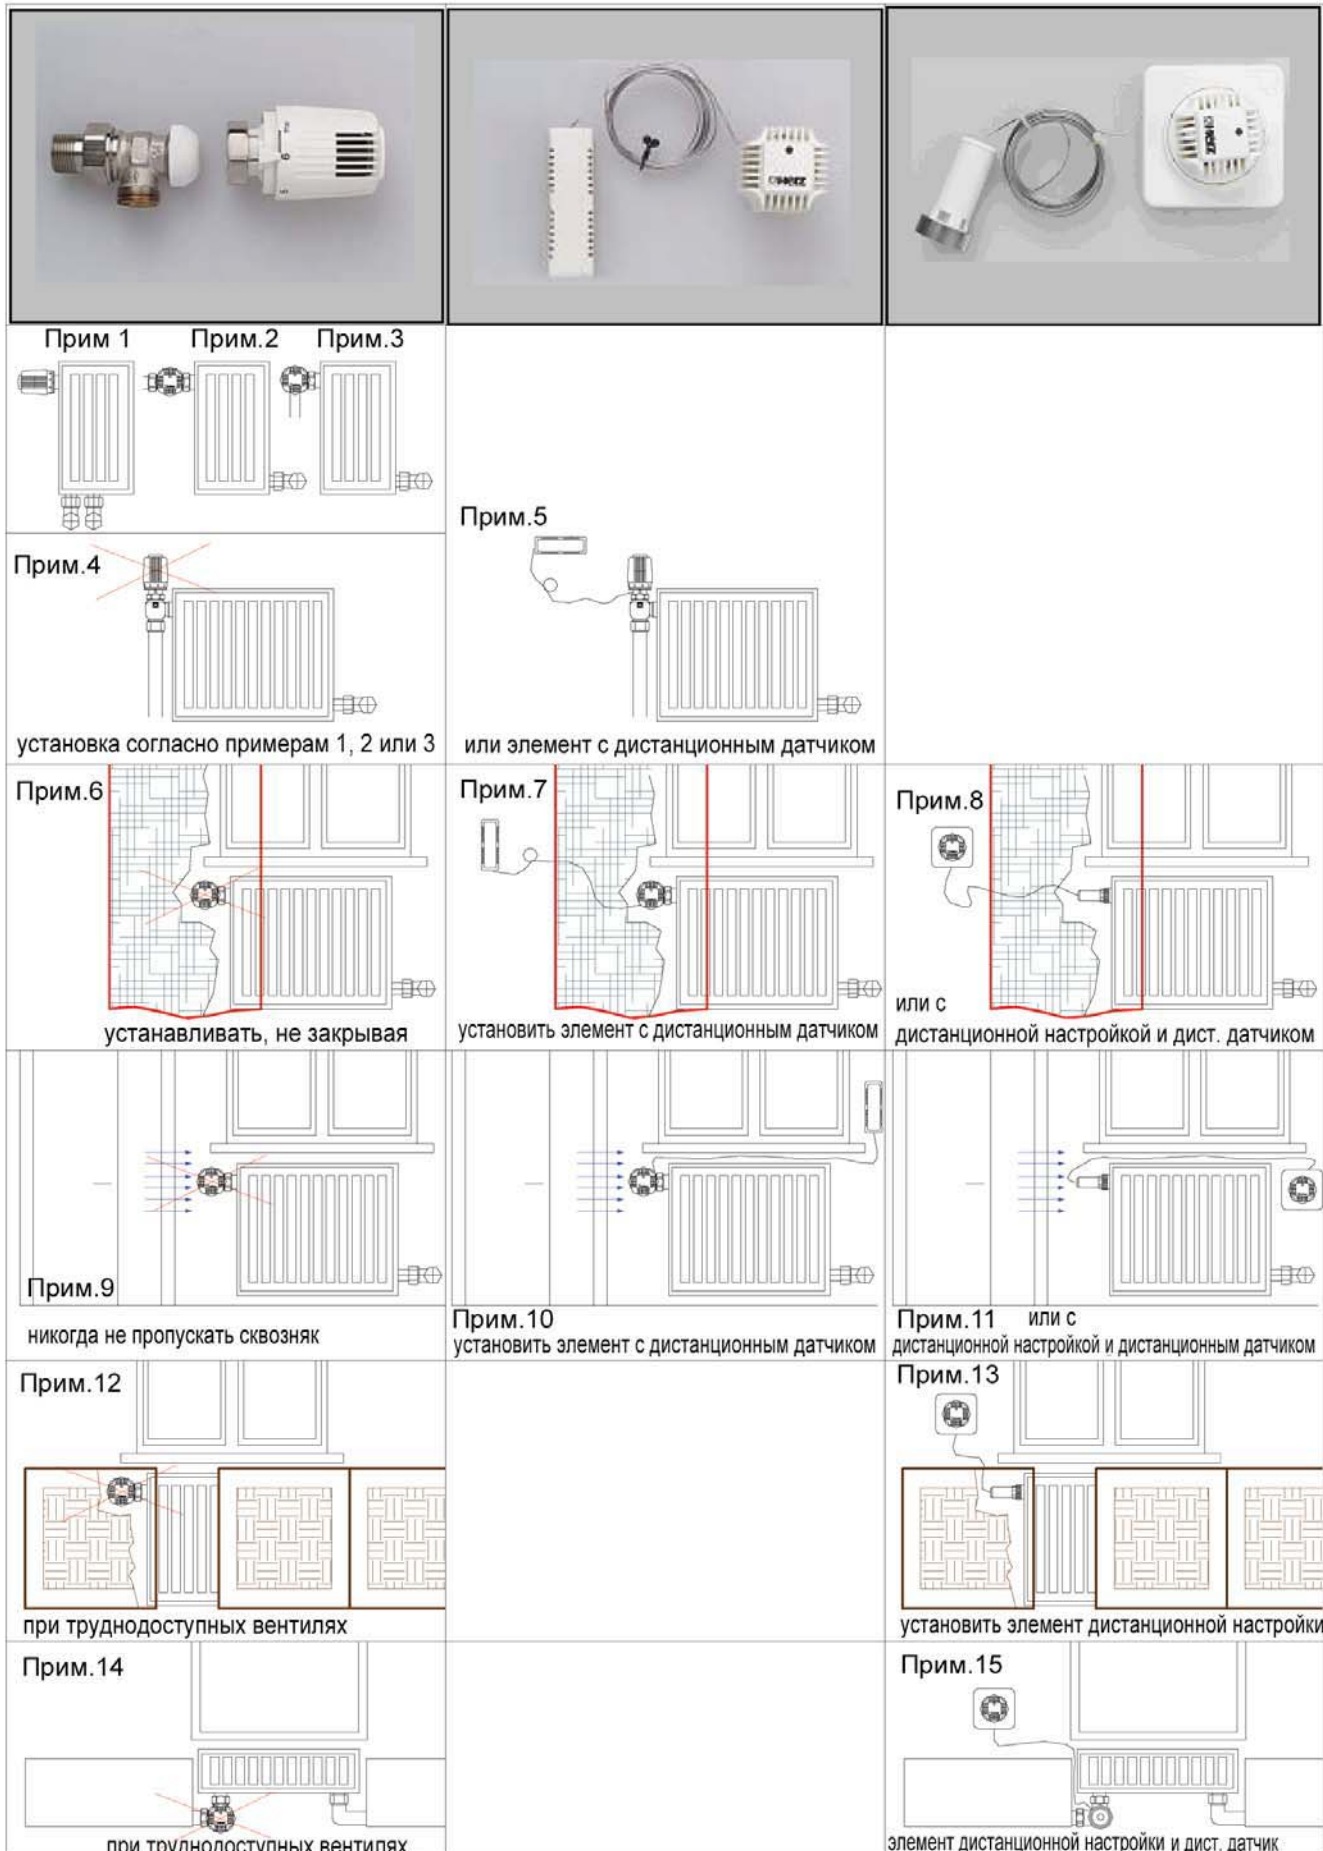 HERZ
HERZ
Прим 1 Прим.2 Прим.3
Прим.4
установка согласно примерам 1, 2 или 3
Прим.5
или элемент с дистанционным датчиком
Прим.6
устанавливать, не закрывая
Прим.7
установить элемент с дистанционным датчиком
Прим.8
или с
дистанционной настройкой и дист. датчиком
Прим.9
никогда не пропускать сквозняк
Прим.10
установить элемент с дистанционным датчиком
Прим.11 или с
дистанционной настройкой и дистанционным датчиком
Прим.12
при труднодоступных вентилях
Прим.13
установить элемент дистанционной настройки
Прим.14
при труднодоступных вентилях
Прим.15
элемент дистанционной настройки и дист. датчик